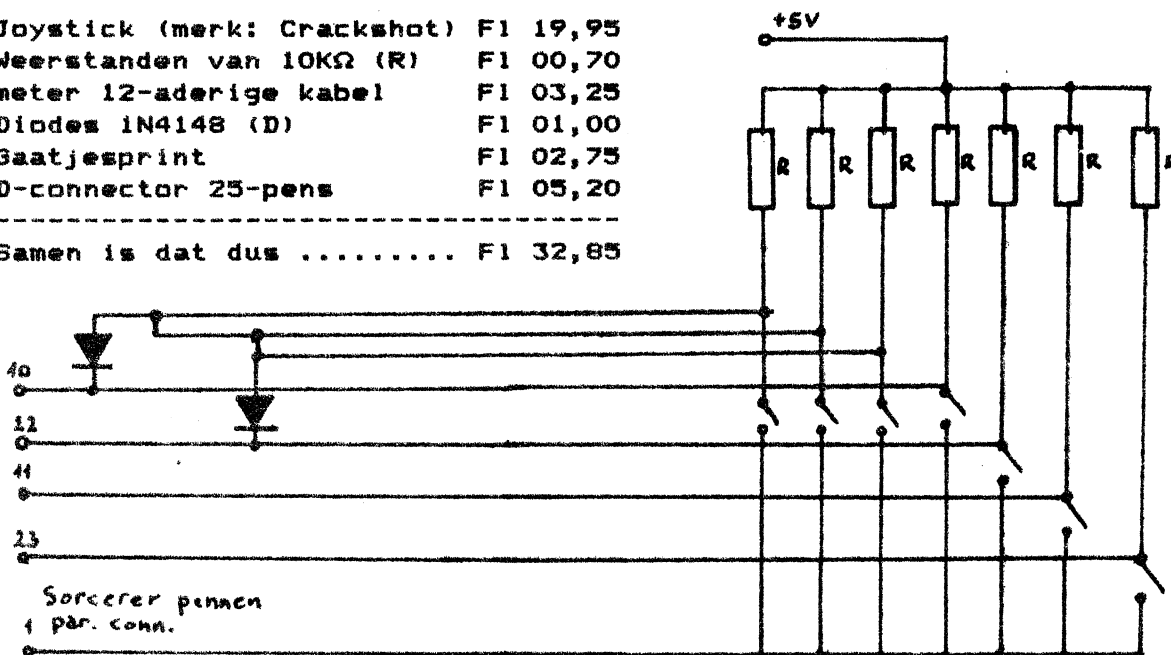 Joystick (merk: Crackshot) Fl 19,95
Weerstanden van 10KΩ (R) Fl 00,70
meter 12-aderige kabel Fl 03,25
Diodes 1N4148 (D) Fl 01,00
Gaatjesprint Fl 02,75
D-connector 25-pens Fl 05,20
-----------------------------------
Samen is dat dus ......... Fl 32,85
+5V
R R R R R R R
10
12
11
23
Sorcerer pennen
1 par. conn.